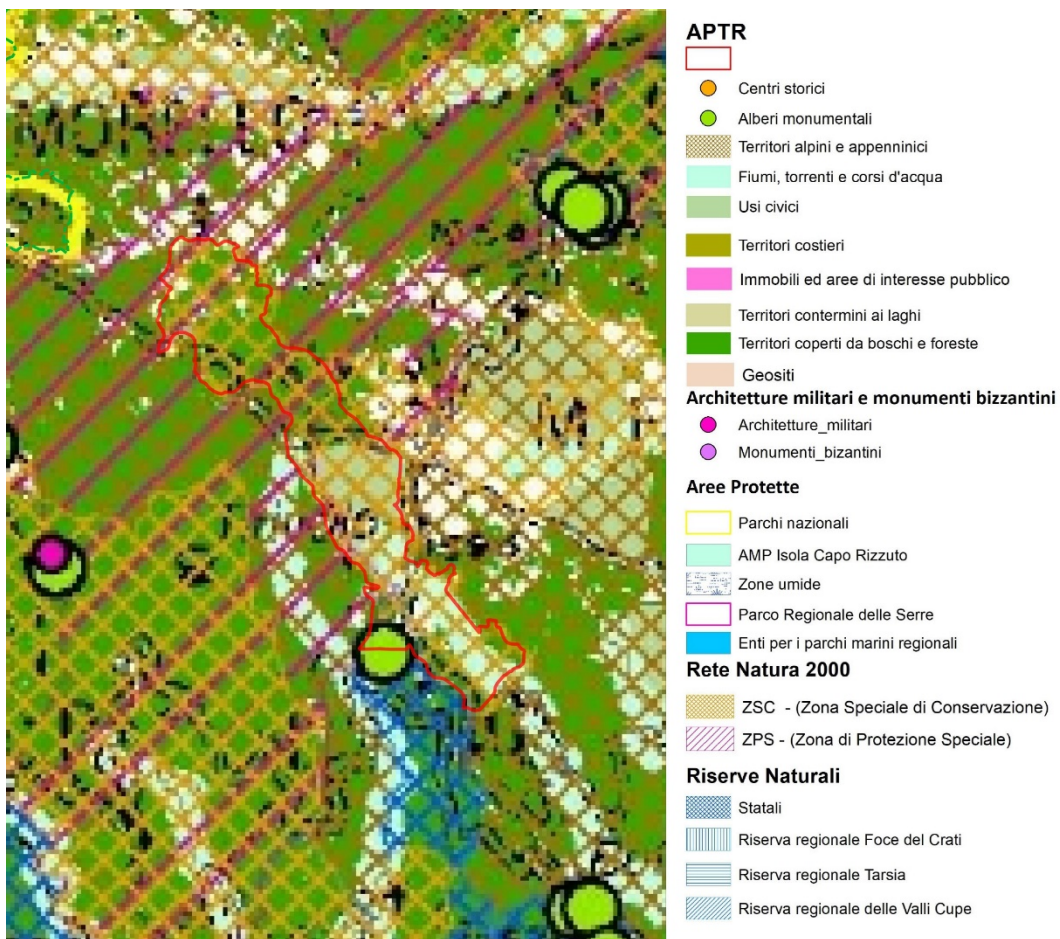 APTR
Centri storici
Alberi monumentali
Territori alpini e appenninici
Fiumi, torrenti e corsi d'acqua
Usi civici
Territori costieri
Immobili ed aree di interesse pubblico
Territori contermini ai laghi
Territori coperti da boschi e foreste
Geositi
Architetture militari e monumenti bizzantini
Architetture_militari
Monumenti_bizantini
Aree Protette
Parchi nazionali
AMP Isola Capo Rizzuto
Zone umide
Parco Regionale delle Serre
Enti per i parchi marini regionali
Rete Natura 2000
ZSC - (Zona Speciale di Conservazione)
ZPS - (Zona di Protezione Speciale)
Riserve Naturali
Statali
Riserva regionale Foce del Crati
Riserva regionale Tarsia
Riserva regionale delle Valli Cupe